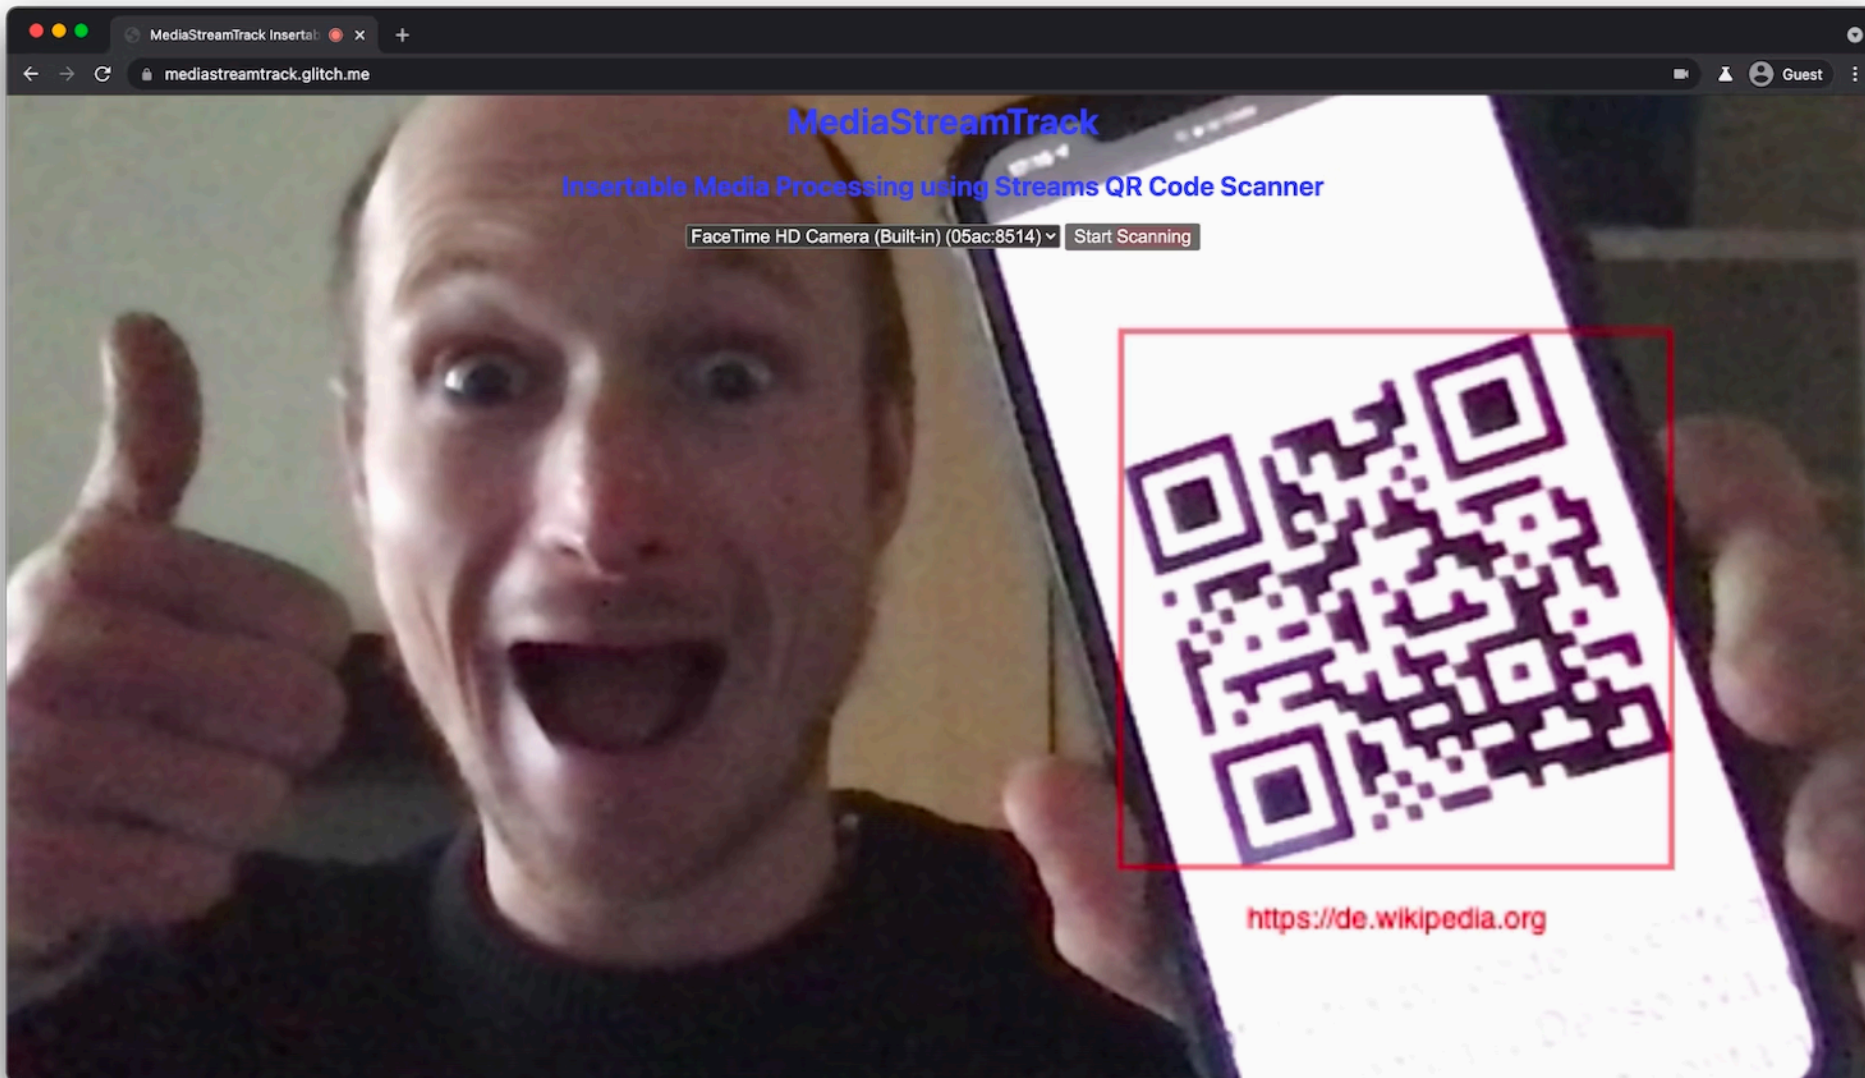 MediaStreamTrack Insertab
mediastreamtrack.glitch.me
Guest
MediaStreamTrack
Insertable Media Processing using Streams QR Code Scanner
FaceTime HD Camera (Built-in) (05ac:8514) Start Scanning
https://de.wikipedia.org